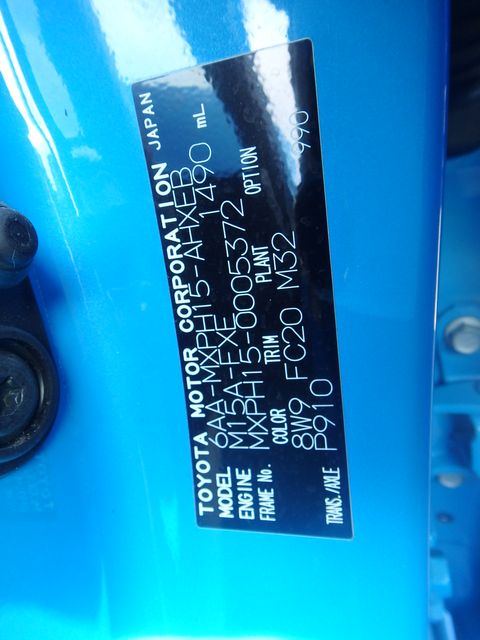 TOYOTA MOTOR CORPORATION JAPAN
MODEL 6AA-MXPH15-AHXEB
ENGINE M15A-FXE 1490 mL
FRAME No. MXPH15-0005372
COLOR TRIM PLANT OPTION
8W9 FC20 M32 990
TRANS./AXLE P910